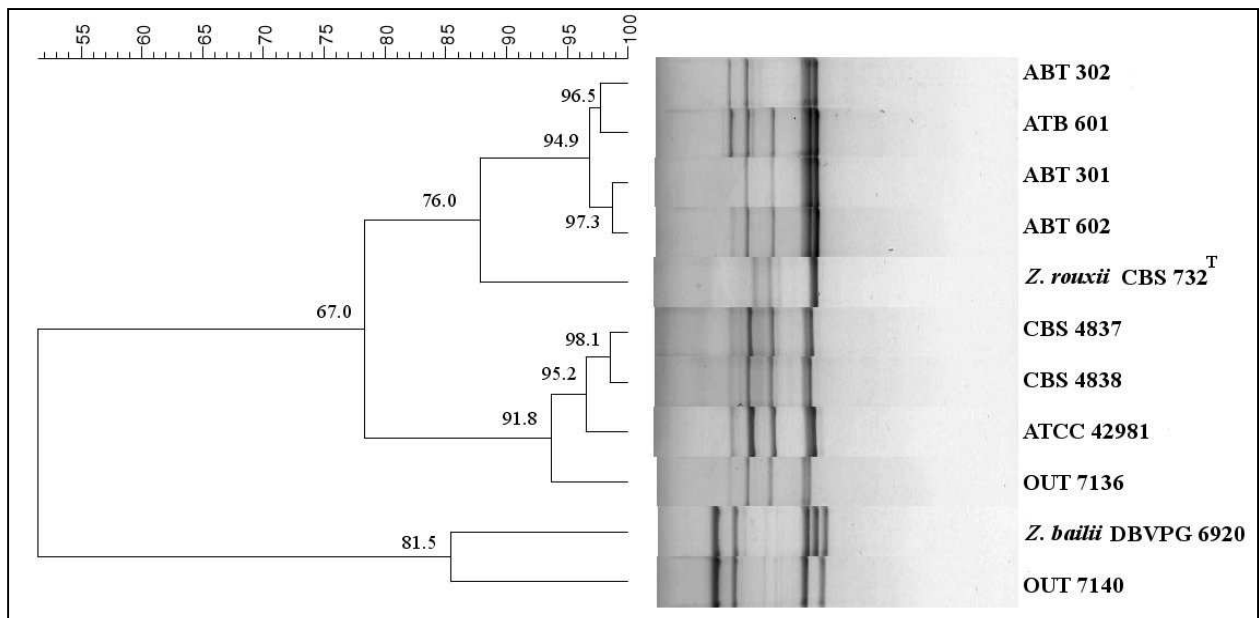 55 60 65 70 75 80 85 90 95 100
96.5 ABT 302
ATB 601
94.9
ABT 301
76.0
97.3 ABT 602
Z. rouxii CBS 732T
67.0
98.1 CBS 4837
95.2 CBS 4838
91.8 ATCC 42981
OUT 7136
81.5 Z. bailii DBVPG 6920
OUT 7140